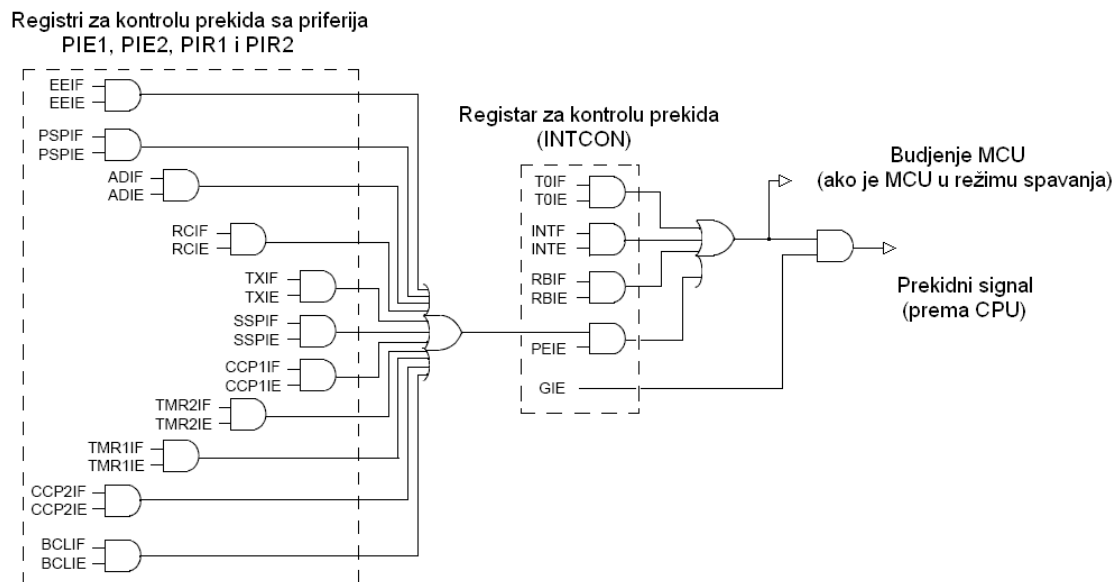 Registri za kontrolu prekida sa priferija
PIE1, PIE2, PIR1 i PIR2
EEIF
EEIE
PSPIF
PSPIE
ADIF
ADIE
RCIF
RCIE
TXIF
TXIE
SSPIF
SSPIE
CCP1IF
CCP1IE
TMR2IF
TMR2IE
TMR1IF
TMR1IE
CCP2IF
CCP2IE
BCLIF
BCLIE
Registar za kontrolu prekida
(INTCON)
T0IF
T0IE
INTF
INTE
RBIF
RBIE
PEIE
GIE
Budjenje MCU
(ako je MCU u režimu spavanja)
Prekidni signal
(prema CPU)